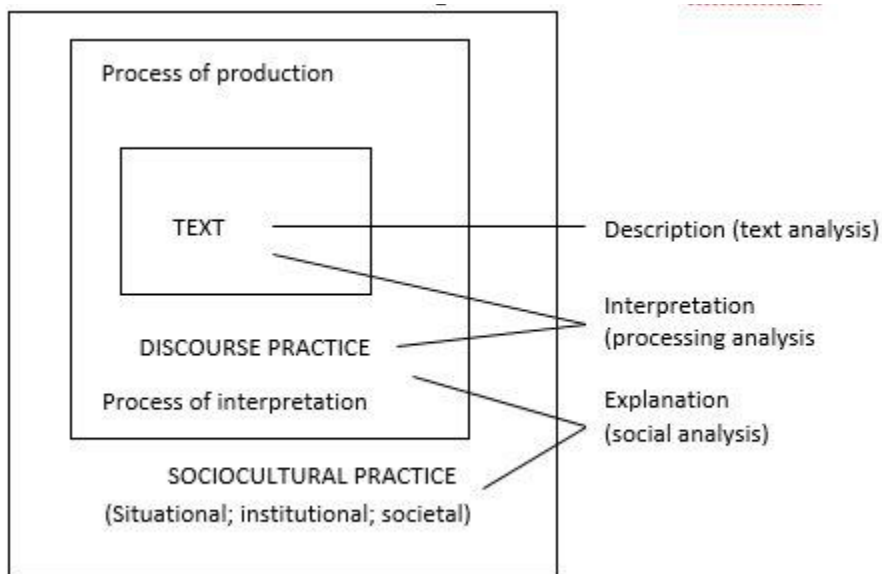 Process of production
TEXT
Description (text analysis)
Interpretation
(processing analysis
DISCOURSE PRACTICE
Process of interpretation
Explanation
(social analysis)
SOCIOCULTURAL PRACTICE
(Situational; institutional; societal)